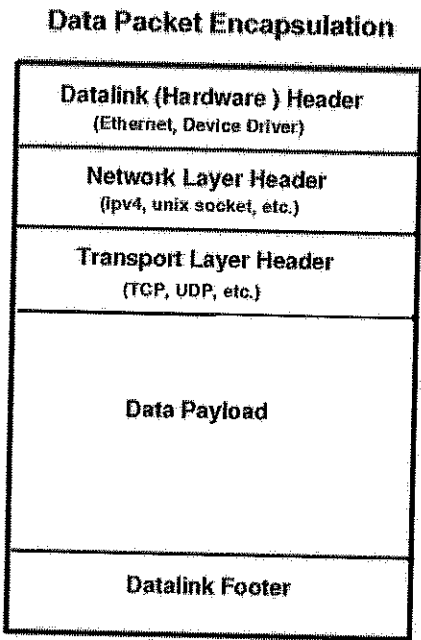 Data Packet Encapsulation
Datalink (Hardware ) Header
(Ethernet, Device Driver)
Network Layer Header
(ipv4, unix socket, etc.)
Transport Layer Header
(TCP, UDP, etc.)
Data Payload
Datalink Footer